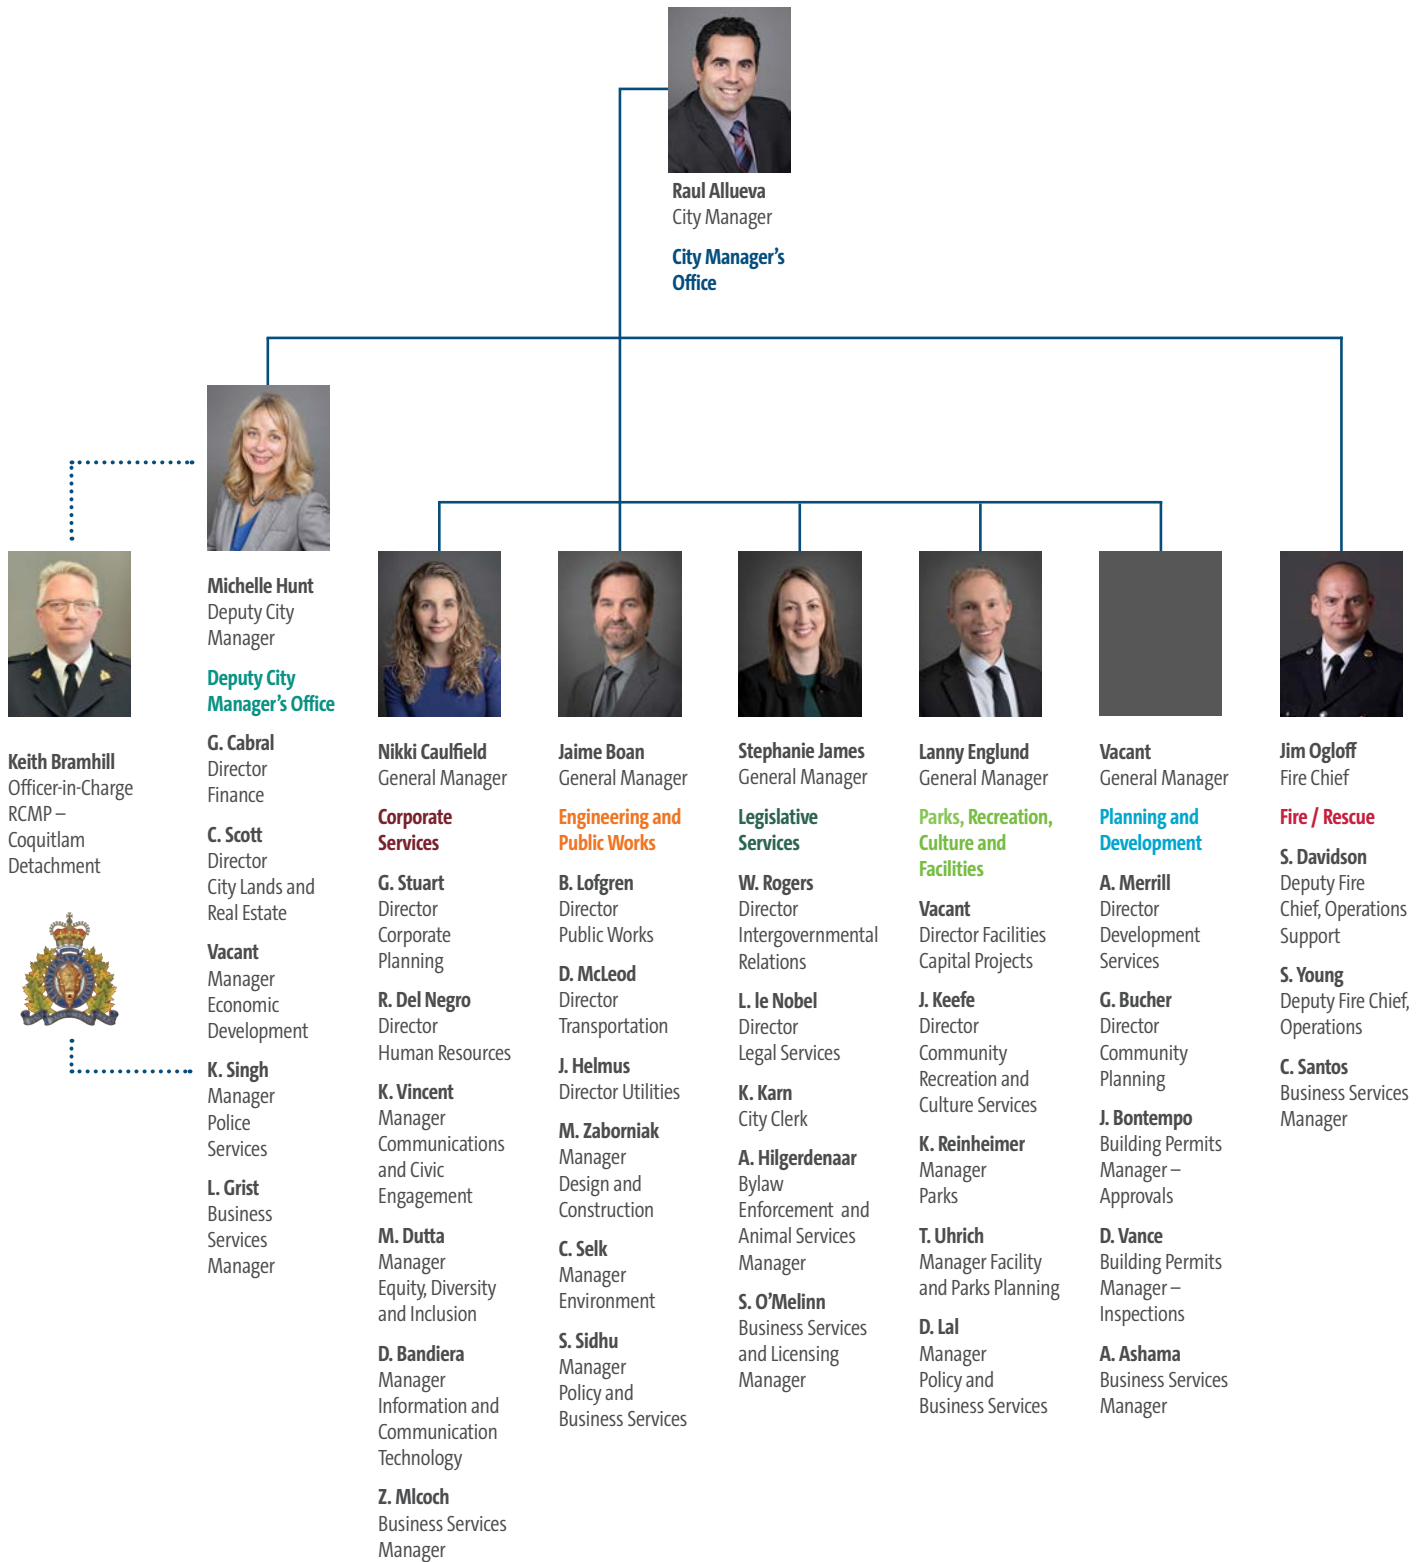 Raul Allueva
City Manager
City Manager's
Office
Keith Bramhill
Officer-in-Charge
RCMP –
Coquitlam
Detachment
Michelle Hunt
Deputy City
Manager
Deputy City
Manager's Office
G. Cabral
Director
Finance
C. Scott
Director
City Lands and
Real Estate
Vacant
Manager
Economic
Development
K. Singh
Manager
Police
Services
L. Grist
Business
Services
Manager
Nikki Caulfield
General Manager
Corporate
Services
G. Stuart
Director
Corporate
Planning
R. Del Negro
Director
Human Resources
K. Vincent
Manager
Communications
and Civic
Engagement
M. Dutta
Manager
Equity, Diversity
and Inclusion
D. Bandiera
Manager
Information and
Communication
Technology
Z. Mlcoch
Business Services
Manager
Jaime Boan
General Manager
Engineering and
Public Works
B. Lofgren
Director
Public Works
D. McLeod
Director
Transportation
J. Helmus
Director Utilities
M. Zaborniak
Manager
Design and
Construction
C. Selk
Manager
Environment
S. Sidhu
Manager
Policy and
Business Services
Stephanie James
General Manager
Legislative
Services
W. Rogers
Director
Intergovernmental
Relations
L. le Nobel
Director
Legal Services
K. Karn
City Clerk
A. Hilgerdenaar
Bylaw
Enforcement and
Animal Services
Manager
S. O'Melinn
Business Services
and Licensing
Manager
Lanny Englund
General Manager
Parks, Recreation,
Culture and
Facilities
Vacant
Director Facilities
Capital Projects
J. Keefe
Director
Community
Recreation and
Culture Services
K. Reinheimer
Manager
Parks
T. Uhrich
Manager Facility
and Parks Planning
D. Lal
Manager
Policy and
Business Services
Vacant
General Manager
Planning and
Development
A. Merrill
Director
Development
Services
G. Bucher
Director
Community
Planning
J. Bontempo
Building Permits
Manager –
Approvals
D. Vance
Building Permits
Manager –
Inspections
A. Ashama
Business Services
Manager
Jim Ogloff
Fire Chief
Fire / Rescue
S. Davidson
Deputy Fire
Chief, Operations
Support
S. Young
Deputy Fire Chief,
Operations
C. Santos
Business Services
Manager